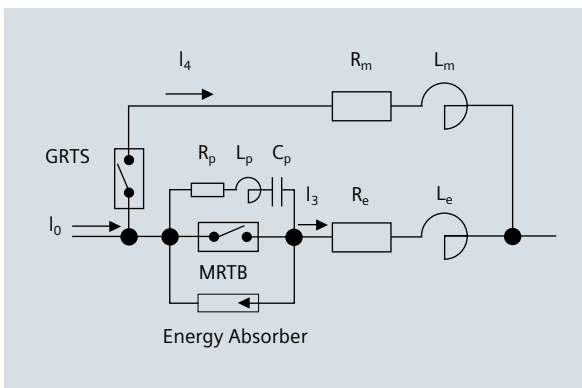 I4
Rm
Lm
GRTS
Rp
Lp
Cp
I3
Re
Le
I0
MRTB
Energy Absorber